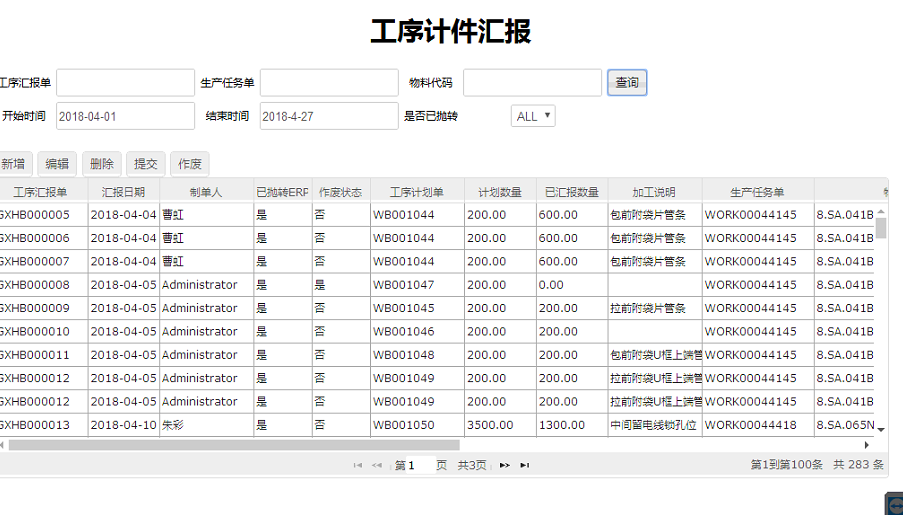 工序计件汇报
工序汇报单 生产任务单 物料代码 查询
开始时间 2018-04-01 结束时间 2018-4-27 是否已抛转 ALL
新增 编辑 删除 提交 作废
工序汇报单 汇报日期 制单人 已抛转ERP 作废状态 工序计划单 计划数量 已汇报数量 加工说明 生产任务单
GXHB000005 2018-04-04 曹虹 是 否 WB001044 200.00 600.00 包前附袋片管条 WORK00044145 8.SA.041B
GXHB000006 2018-04-04 曹虹 是 否 WB001044 200.00 600.00 包前附袋片管条 WORK00044145 8.SA.041B
GXHB000007 2018-04-04 曹虹 是 否 WB001044 200.00 600.00 包前附袋片管条 WORK00044145 8.SA.041B
GXHB000008 2018-04-05 Administrator 是 是 WB001047 200.00 0.00 WORK00044145 8.SA.041B
GXHB000009 2018-04-05 Administrator 是 否 WB001045 200.00 200.00 拉前附袋片管条 WORK00044145 8.SA.041B
GXHB000010 2018-04-05 Administrator 是 否 WB001046 200.00 200.00 WORK00044145 8.SA.041B
GXHB000011 2018-04-05 Administrator 是 否 WB001048 200.00 200.00 包前附袋U框上端管 WORK00044145 8.SA.041B
GXHB000012 2018-04-05 Administrator 是 否 WB001049 200.00 200.00 拉前附袋U框上端管 WORK00044145 8.SA.041B
GXHB000012 2018-04-05 Administrator 是 否 WB001049 200.00 200.00 拉前附袋U框上端管 WORK00044145 8.SA.041B
GXHB000013 2018-04-10 朱彩 是 否 WB001050 3500.00 1300.00 中间留电线锁孔位 WORK00044418 8.SA.065N
第 1 页 共3页 第1到第100条 共 283 条